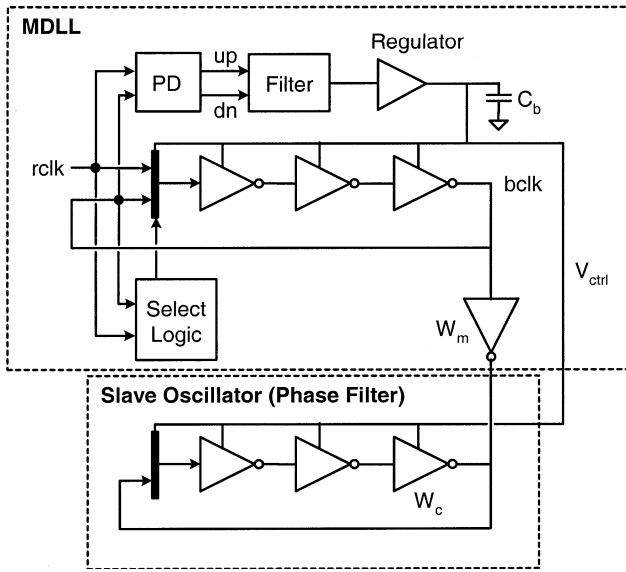 MDLL
Regulator
up
PD
Filter
dn
C_b
rclk
bclk
V_ctrl
Select
Logic
W_m
Slave Oscillator (Phase Filter)
W_c